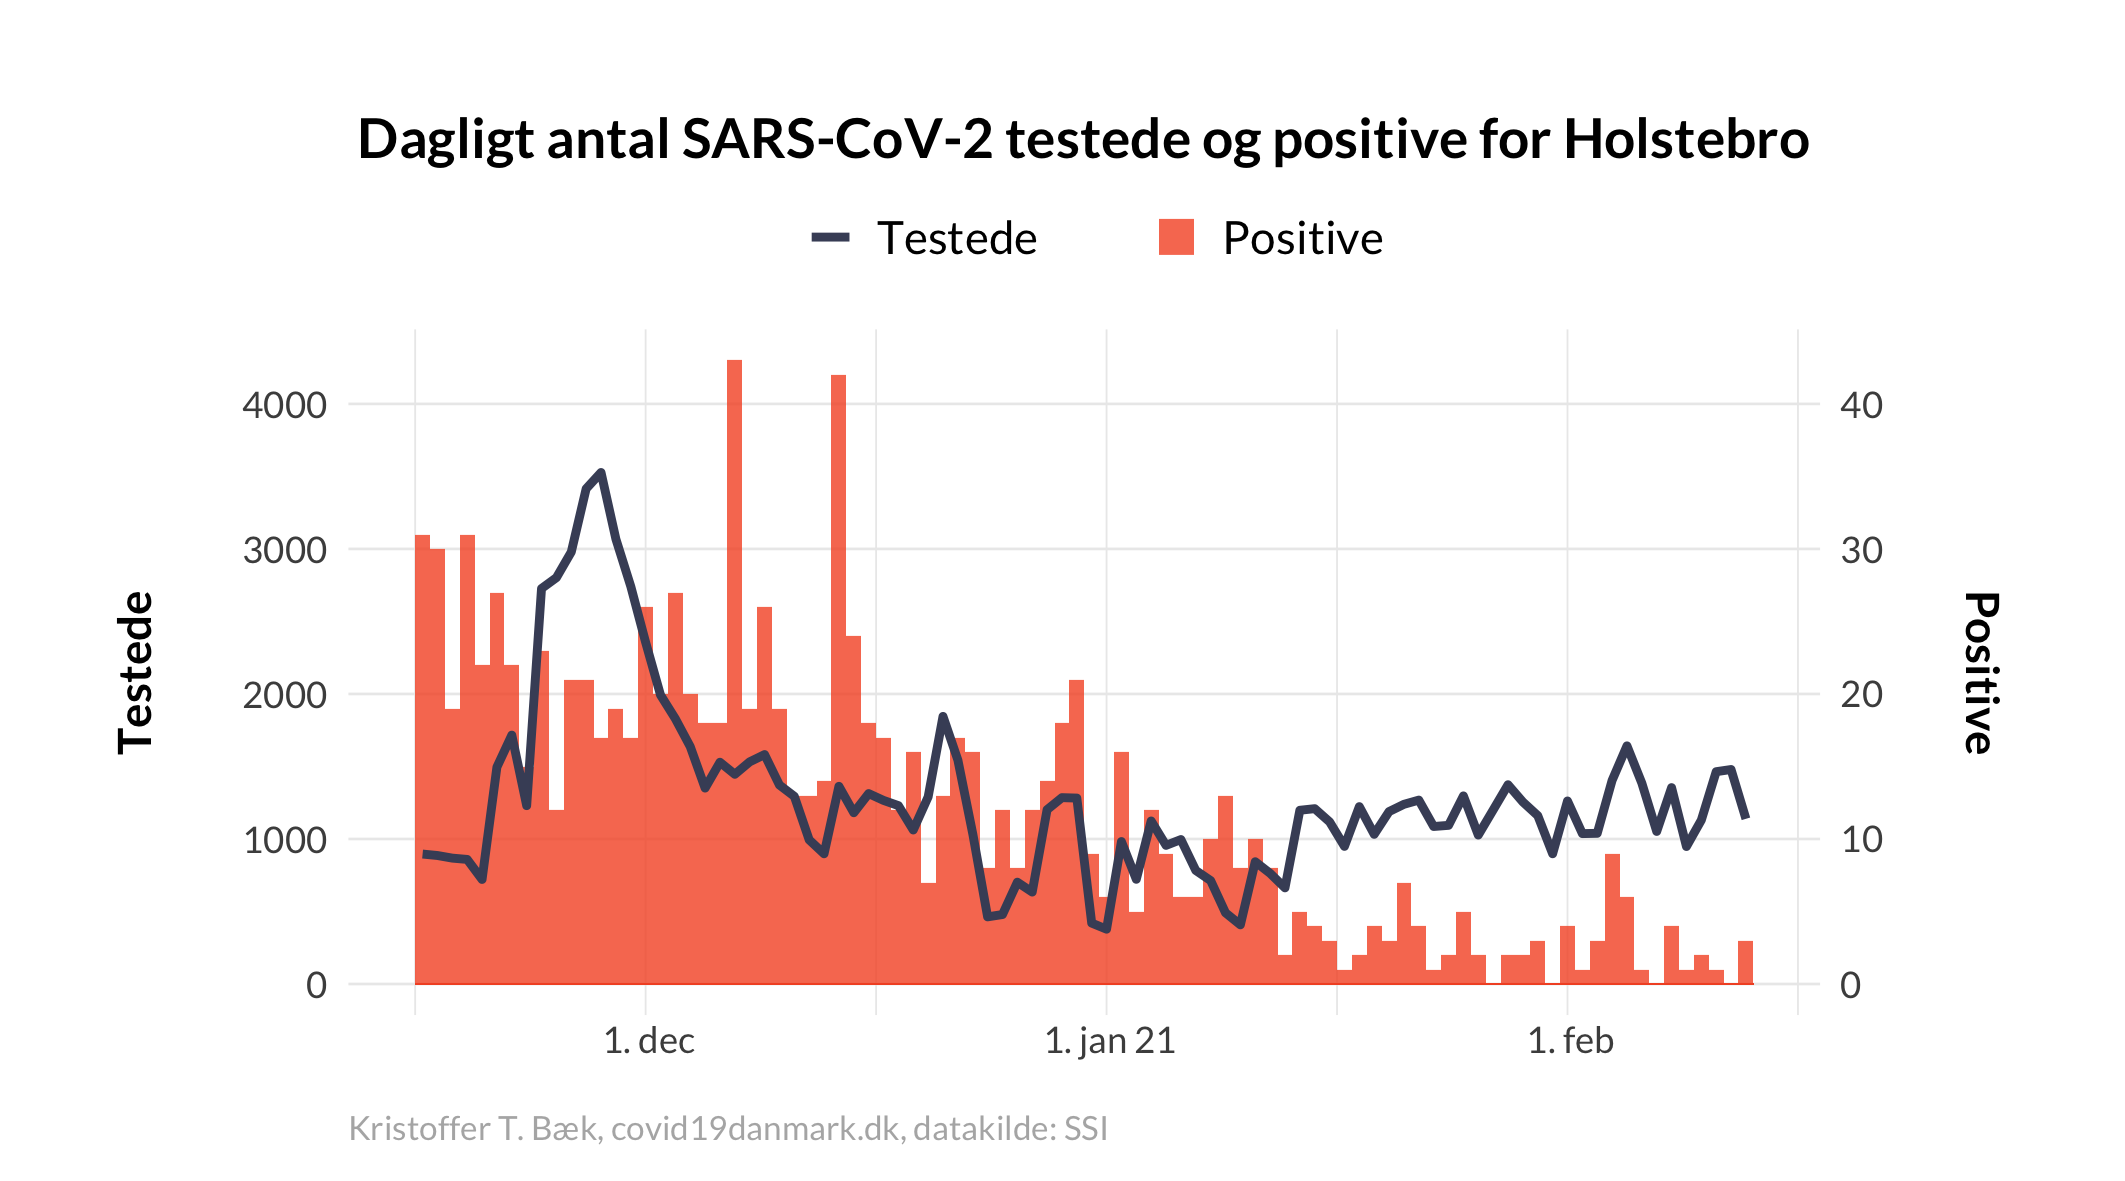 Dagligt antal SARS-CoV-2 testede og positive for Holstebro
Testede Positive
4000 40
3000 30
2000 20
1000 10
0 0
Testede
Positive
1. dec 1. jan 21 1. feb
Kristoffer T. Bæk, covid19danmark.dk, datakilde: SSI